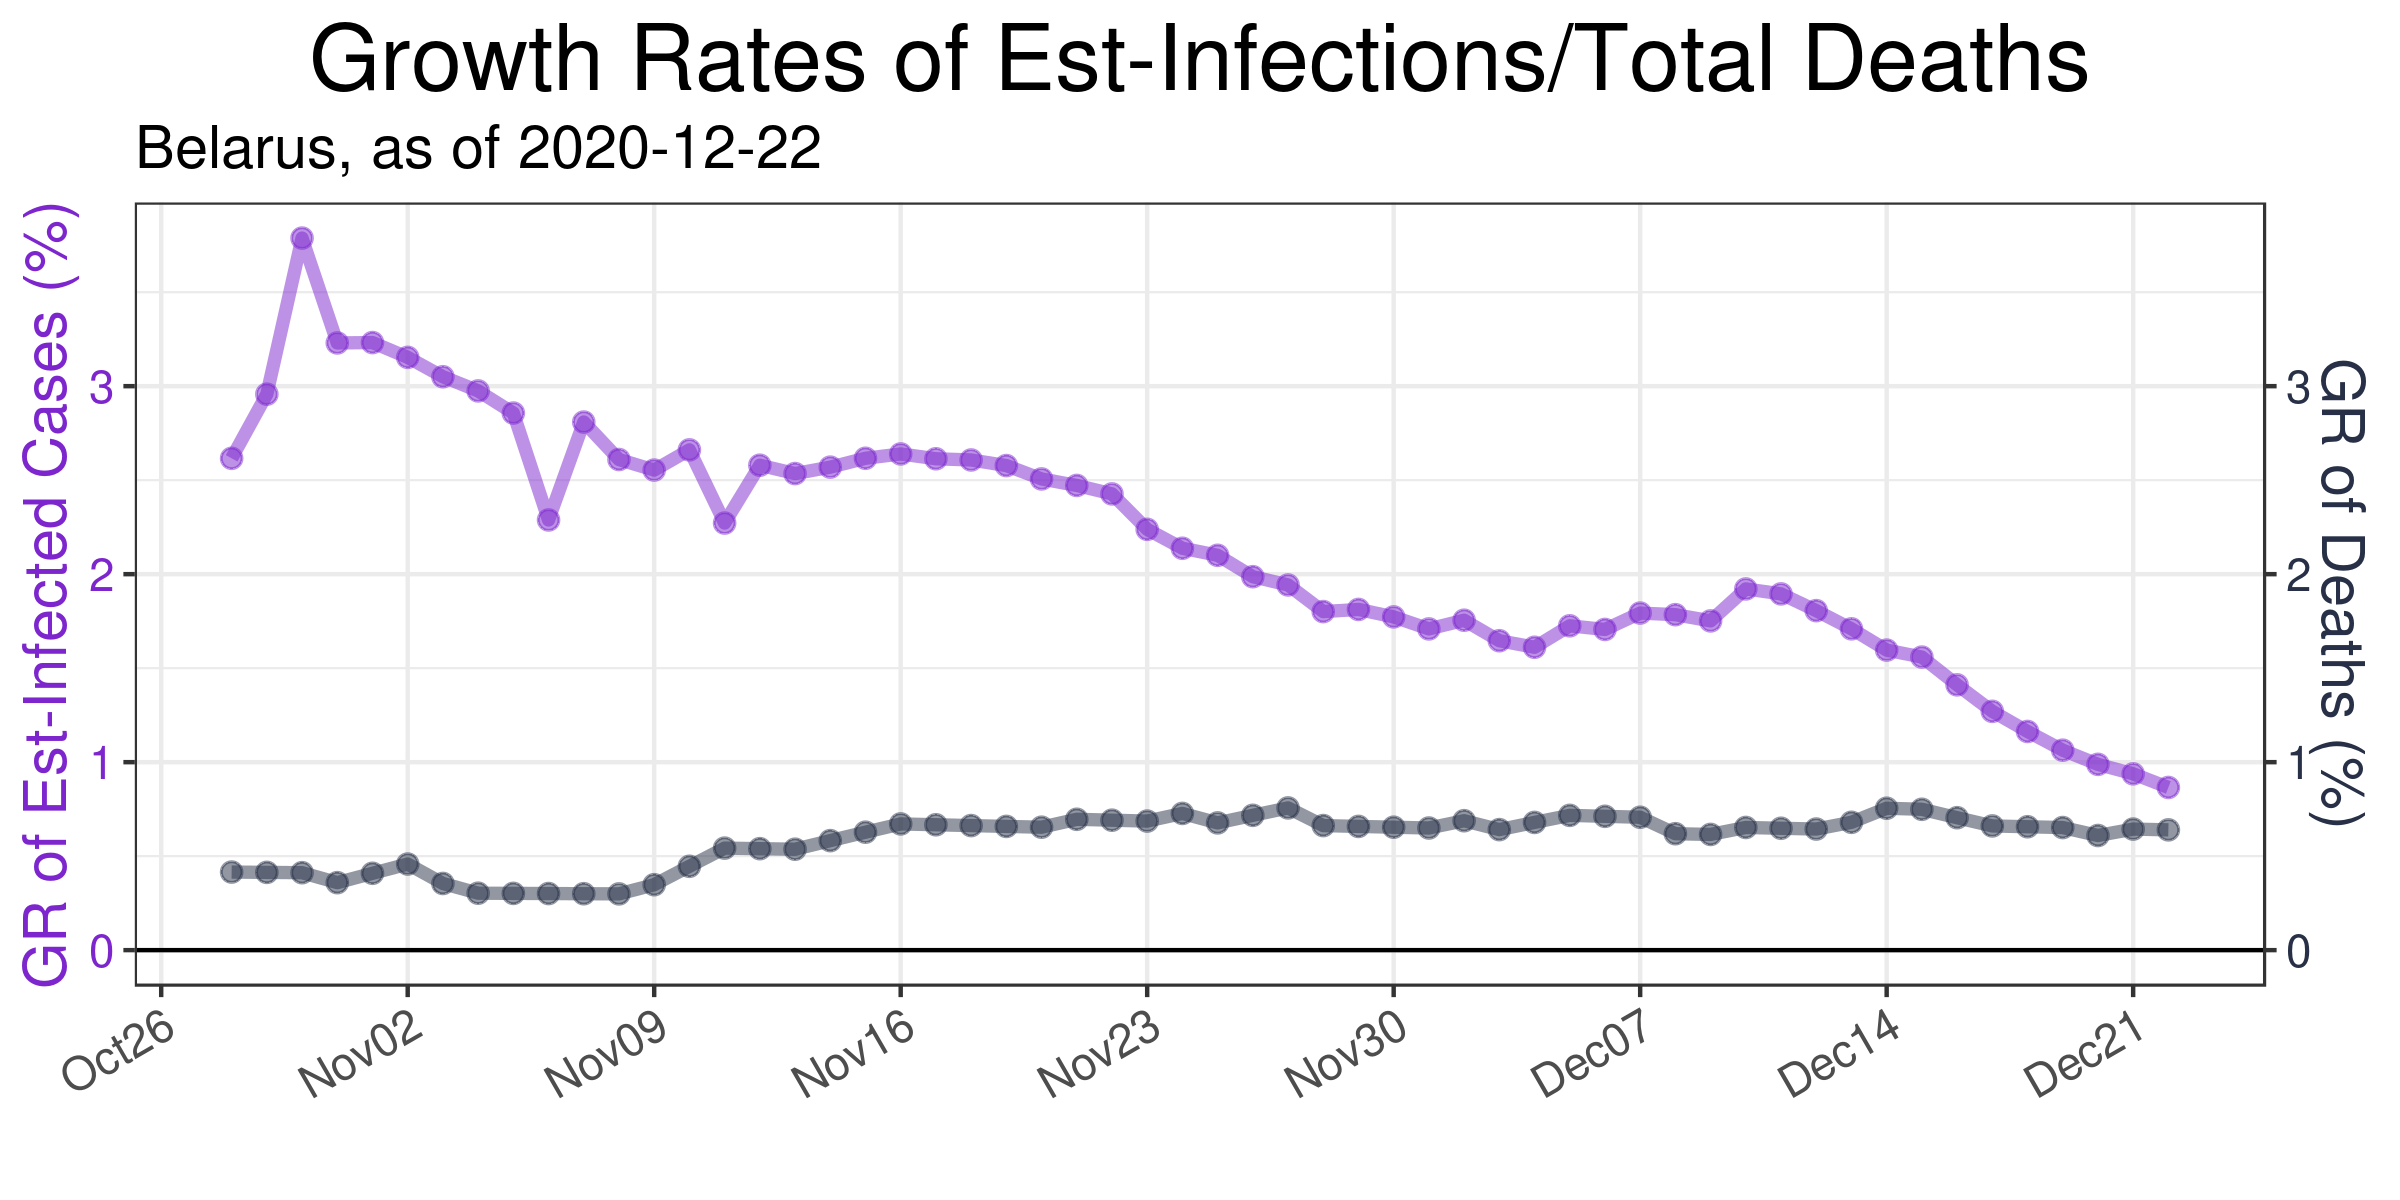 Growth Rates of Est-Infections/Total Deaths
Belarus, as of 2020-12-22
GR of Est-Infected Cases (%)
3
2
1
0
3
2
1
0
GR of Deaths (%)
Oct26
Nov02
Nov09
Nov16
Nov23
Nov30
Dec07
Dec14
Dec21